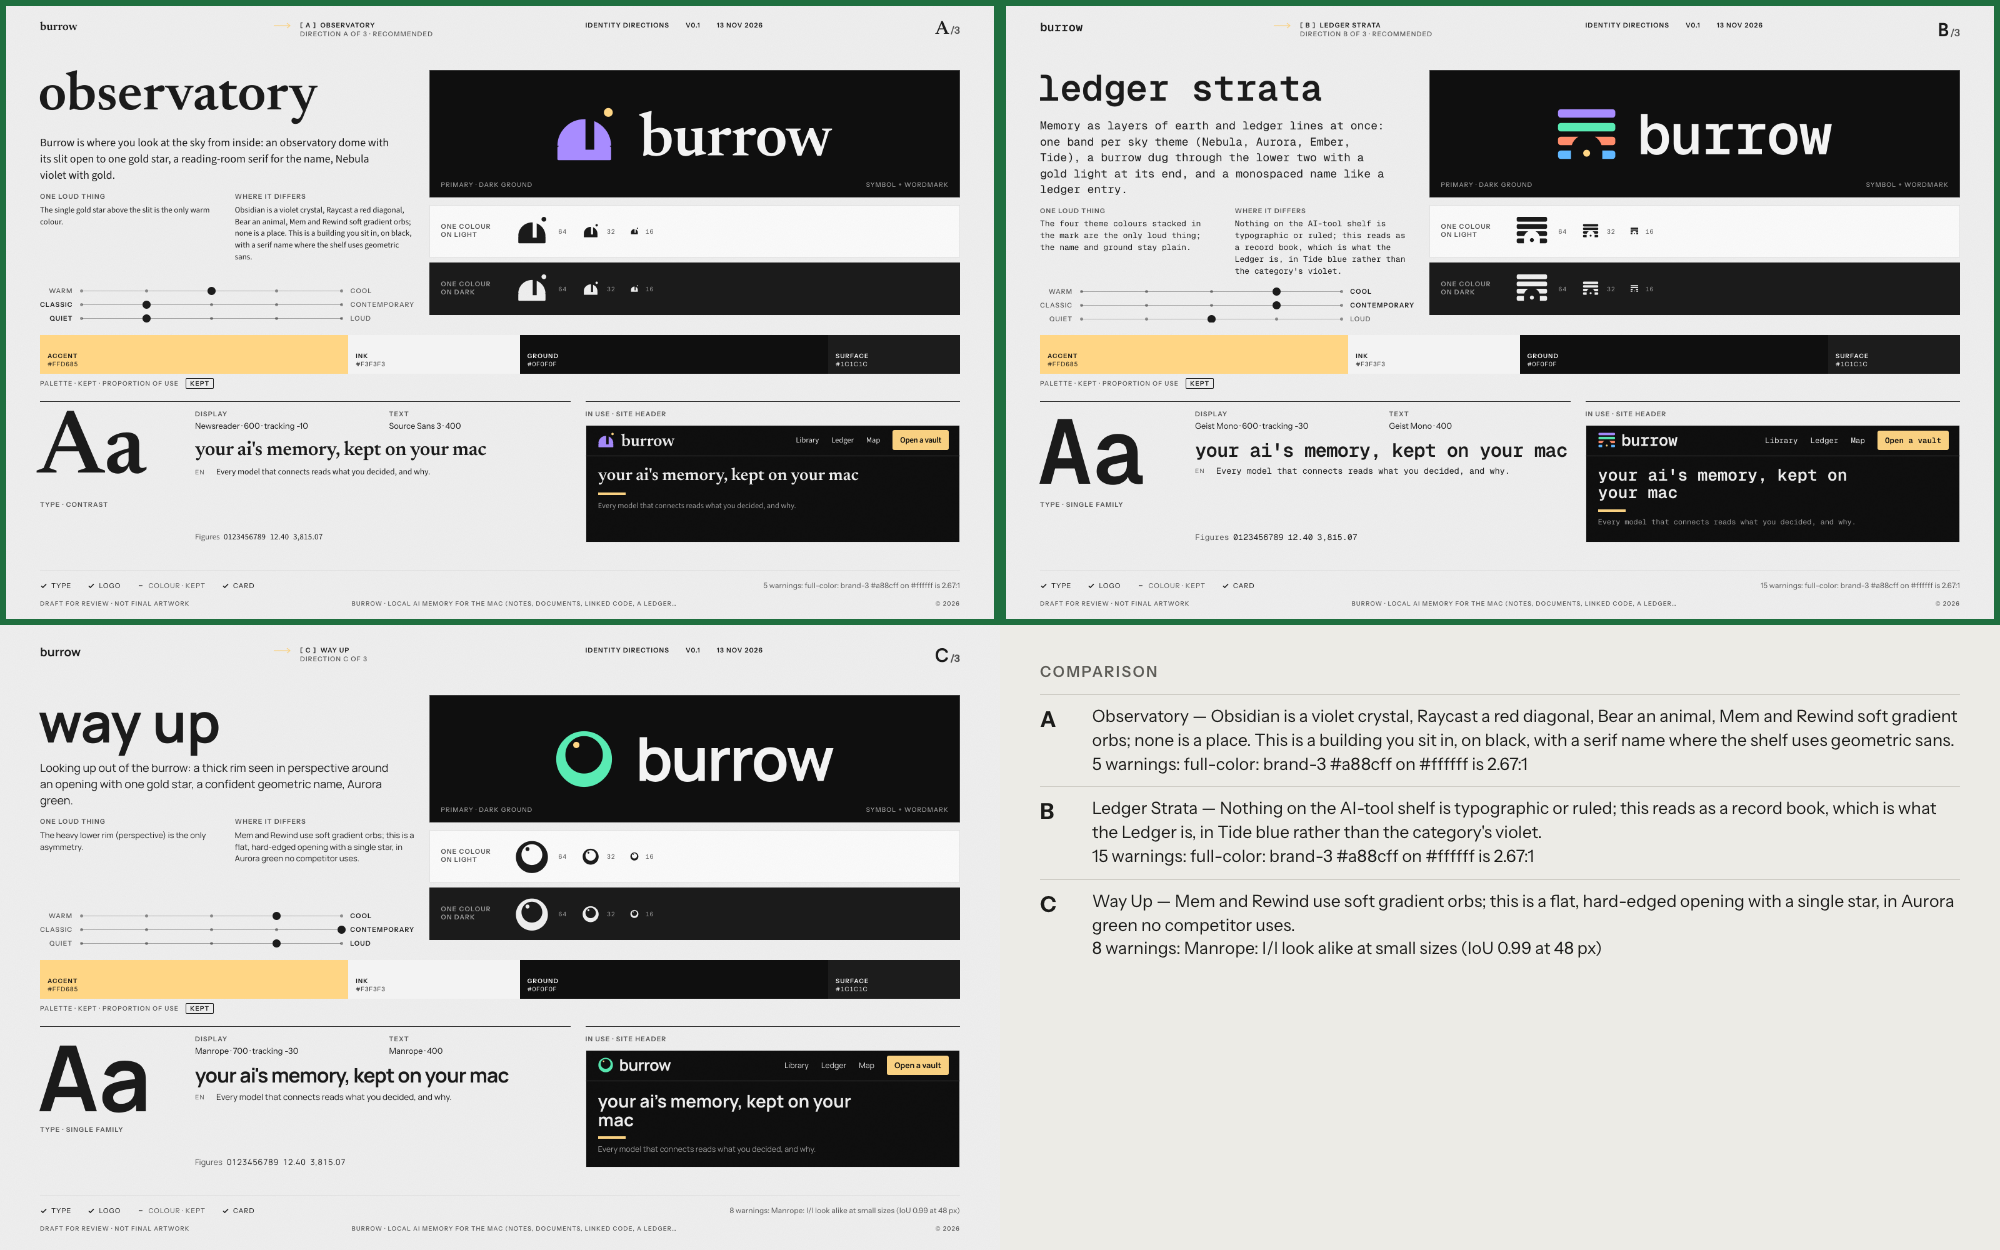 burrow
[ A ] OBSERVATORY
DIRECTION A OF 3 · RECOMMENDED
IDENTITY DIRECTIONS V0.1 13 NOV 2026
A/3
observatory
Burrow is where you look at the sky from inside: an observatory dome with
its slit open to one gold star, a reading-room serif for the name, Nebula
violet with gold.
ONE LOUD THING
The single gold star above the slit is the only warm
colour.
WHERE IT DIFFERS
Obsidian is a violet crystal, Raycast a red diagonal,
Bear an animal, Mem and Rewind soft gradient orbs;
none is a place. This is a building you sit in, on black,
with a serif name where the shelf uses geometric
sans.
WARM COOL
CLASSIC CONTEMPORARY
QUIET LOUD
burrow
PRIMARY · DARK GROUND
SYMBOL + WORDMARK
ONE COLOUR
ON LIGHT
64 32 16
ONE COLOUR
ON DARK
64 32 16
ACCENT
#FFD685
INK
#F3F3F3
GROUND
#0F0F0F
SURFACE
#1C1C1C
PALETTE · KEPT · PROPORTION OF USE KEPT
Aa
TYPE · CONTRAST
DISPLAY
Newsreader · 600 · tracking -10
TEXT
Source Sans 3 · 400
your ai's memory, kept on your mac
EN Every model that connects reads what you decided, and why.
Figures 0123456789 12.40 3,815.07
IN USE · SITE HEADER
burrow
Library Ledger Map Open a vault
your ai's memory, kept on your mac
Every model that connects reads what you decided, and why.
✓ TYPE ✓ LOGO – COLOUR · KEPT ✓ CARD
5 warnings: full-color: brand-3 #a88cff on #ffffff is 2.67:1
DRAFT FOR REVIEW · NOT FINAL ARTWORK
BURROW · LOCAL AI MEMORY FOR THE MAC (NOTES, DOCUMENTS, LINKED CODE, A LEDGER…
© 2026
burrow
[ B ] LEDGER STRATA
DIRECTION B OF 3 · RECOMMENDED
IDENTITY DIRECTIONS V0.1 13 NOV 2026
B/3
ledger strata
Memory as layers of earth and ledger lines at once:
one band per sky theme (Nebula, Aurora, Ember,
Tide), a burrow dug through the lower two with a
gold light at its end, and a monospaced name like a
ledger entry.
ONE LOUD THING
The four theme colours stacked in
the mark are the only loud thing;
the name and ground stay plain.
WHERE IT DIFFERS
Nothing on the AI-tool shelf is
typographic or ruled; this reads as
a record book, which is what the
Ledger is, in Tide blue rather than
the category's violet.
WARM COOL
CLASSIC CONTEMPORARY
QUIET LOUD
burrow
PRIMARY · DARK GROUND
SYMBOL + WORDMARK
ONE COLOUR
ON LIGHT
64 32 16
ONE COLOUR
ON DARK
64 32 16
ACCENT
#FFD685
INK
#F3F3F3
GROUND
#0F0F0F
SURFACE
#1C1C1C
PALETTE · KEPT · PROPORTION OF USE KEPT
Aa
TYPE · SINGLE FAMILY
DISPLAY
Geist Mono · 600 · tracking -30
TEXT
Geist Mono · 400
your ai's memory, kept on your mac
EN Every model that connects reads what you decided, and why.
Figures 0123456789 12.40 3,815.07
IN USE · SITE HEADER
burrow
Library Ledger Map Open a vault
your ai's memory, kept on
your mac
Every model that connects reads what you decided, and why.
✓ TYPE ✓ LOGO – COLOUR · KEPT ✓ CARD
15 warnings: full-color: brand-3 #a88cff on #ffffff is 2.67:1
DRAFT FOR REVIEW · NOT FINAL ARTWORK
BURROW · LOCAL AI MEMORY FOR THE MAC (NOTES, DOCUMENTS, LINKED CODE, A LEDGER…
© 2026
burrow
[ C ] WAY UP
DIRECTION C OF 3
IDENTITY DIRECTIONS V0.1 13 NOV 2026
C/3
way up
Looking up out of the burrow: a thick rim seen in perspective around
an opening with one gold star, a confident geometric name, Aurora
green.
ONE LOUD THING
The heavy lower rim (perspective) is the only
asymmetry.
WHERE IT DIFFERS
Mem and Rewind use soft gradient orbs; this is a
flat, hard-edged opening with a single star, in
Aurora green no competitor uses.
WARM COOL
CLASSIC CONTEMPORARY
QUIET LOUD
burrow
PRIMARY · DARK GROUND
SYMBOL + WORDMARK
ONE COLOUR
ON LIGHT
64 32 16
ONE COLOUR
ON DARK
64 32 16
ACCENT
#FFD685
INK
#F3F3F3
GROUND
#0F0F0F
SURFACE
#1C1C1C
PALETTE · KEPT · PROPORTION OF USE KEPT
Aa
TYPE · SINGLE FAMILY
DISPLAY
Manrope · 700 · tracking -30
TEXT
Manrope · 400
your ai's memory, kept on your mac
EN Every model that connects reads what you decided, and why.
Figures 0123456789 12.40 3,815.07
IN USE · SITE HEADER
burrow
Library Ledger Map Open a vault
your ai's memory, kept on your
mac
Every model that connects reads what you decided, and why.
✓ TYPE ✓ LOGO – COLOUR · KEPT ✓ CARD
8 warnings: Manrope: I/l look alike at small sizes (IoU 0.99 at 48 px)
DRAFT FOR REVIEW · NOT FINAL ARTWORK
BURROW · LOCAL AI MEMORY FOR THE MAC (NOTES, DOCUMENTS, LINKED CODE, A LEDGER…
© 2026
COMPARISON
A Observatory — Obsidian is a violet crystal, Raycast a red diagonal, Bear an animal, Mem and Rewind soft gradient
orbs; none is a place. This is a building you sit in, on black, with a serif name where the shelf uses geometric sans.
5 warnings: full-color: brand-3 #a88cff on #ffffff is 2.67:1
B Ledger Strata — Nothing on the AI-tool shelf is typographic or ruled; this reads as a record book, which is what
the Ledger is, in Tide blue rather than the category's violet.
15 warnings: full-color: brand-3 #a88cff on #ffffff is 2.67:1
C Way Up — Mem and Rewind use soft gradient orbs; this is a flat, hard-edged opening with a single star, in Aurora
green no competitor uses.
8 warnings: Manrope: I/l look alike at small sizes (IoU 0.99 at 48 px)